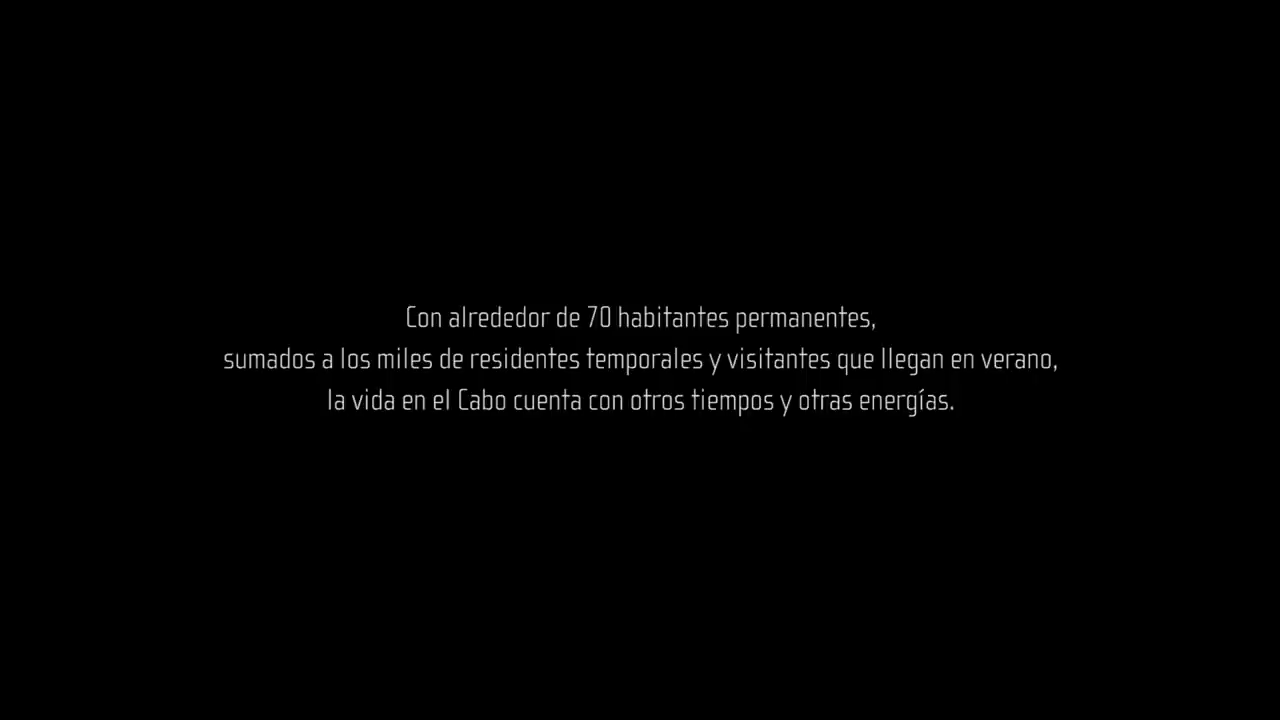 Con alrededor de 70 habitantes permanentes,
sumados a los miles de residentes temporales y visitantes que llegan en verano,
la vida en el Cabo cuenta con otros tiempos y otras energías.